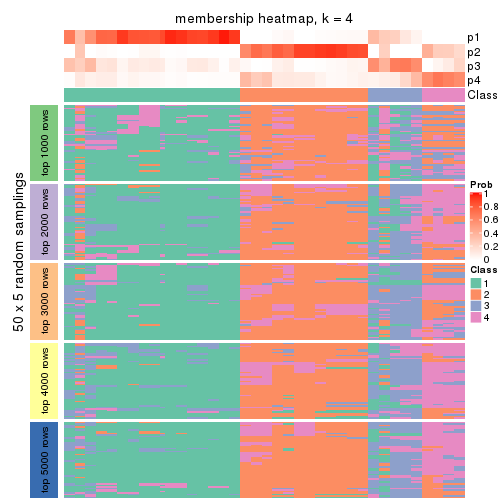 membership heatmap, k = 4
p1
p2
p3
p4
Class
50 x 5 random samplings
top 1000 rows
top 2000 rows
top 3000 rows
top 4000 rows
top 5000 rows
Prob
1
0.8
0.6
0.4
0.2
0
Class
1
2
3
4